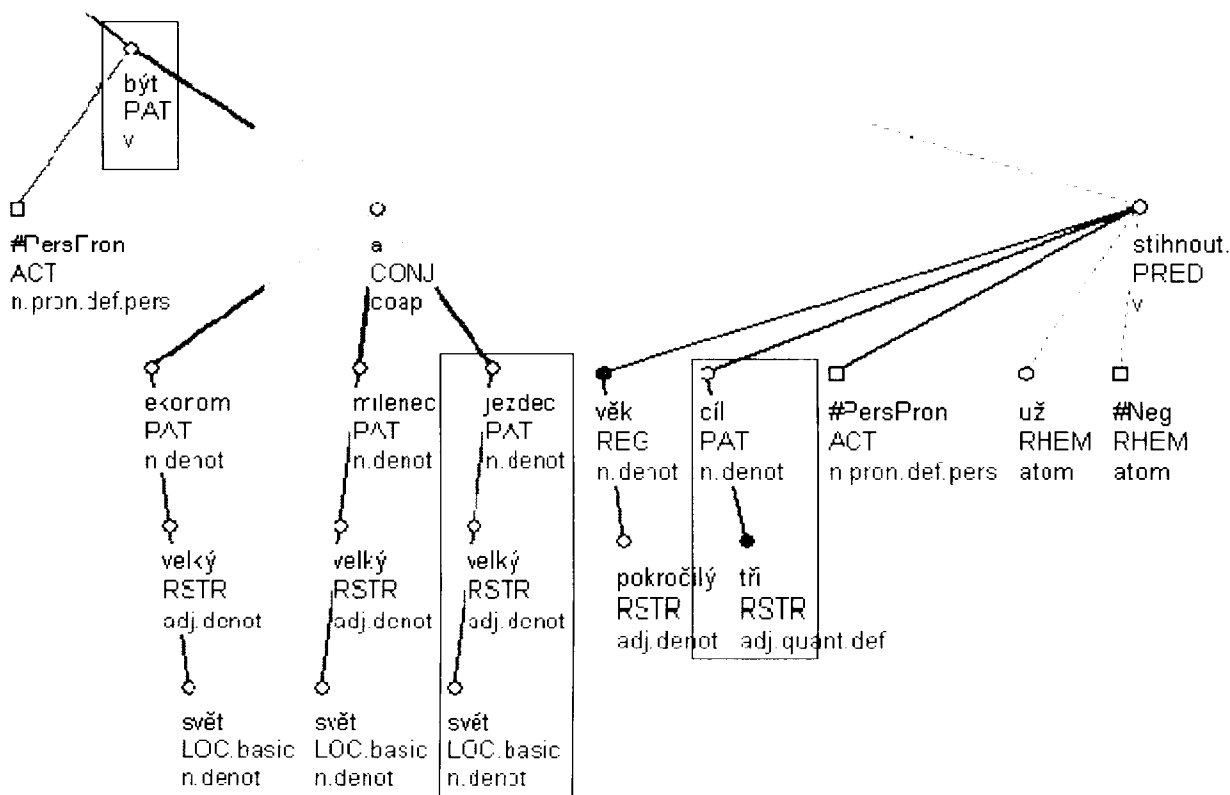 být
PAT
v
#PersPron
ACT
n.pron.def.pers
a
CONJ
coap
stihnout.
PRED
v
ekonom
PAT
n.denot
milenec
PAT
n.denot
jezdec
PAT
n.denot
věk
REG
n.denot
cíl
PAT
n.denot
#PersPron
ACT
n.pron.def.pers
už
RHEM
atom
#Neg
RHEM
atom
velký
RSTR
adj.denot
velký
RSTR
adj.denot
velký
RSTR
adj.denot
pokročilý
RSTR
adj.denot
tři
RSTR
adj.quant.def
svět
LOC.basic
n.denot
svět
LOC.basic
n.denot
svět
LOC.basic
n.denot